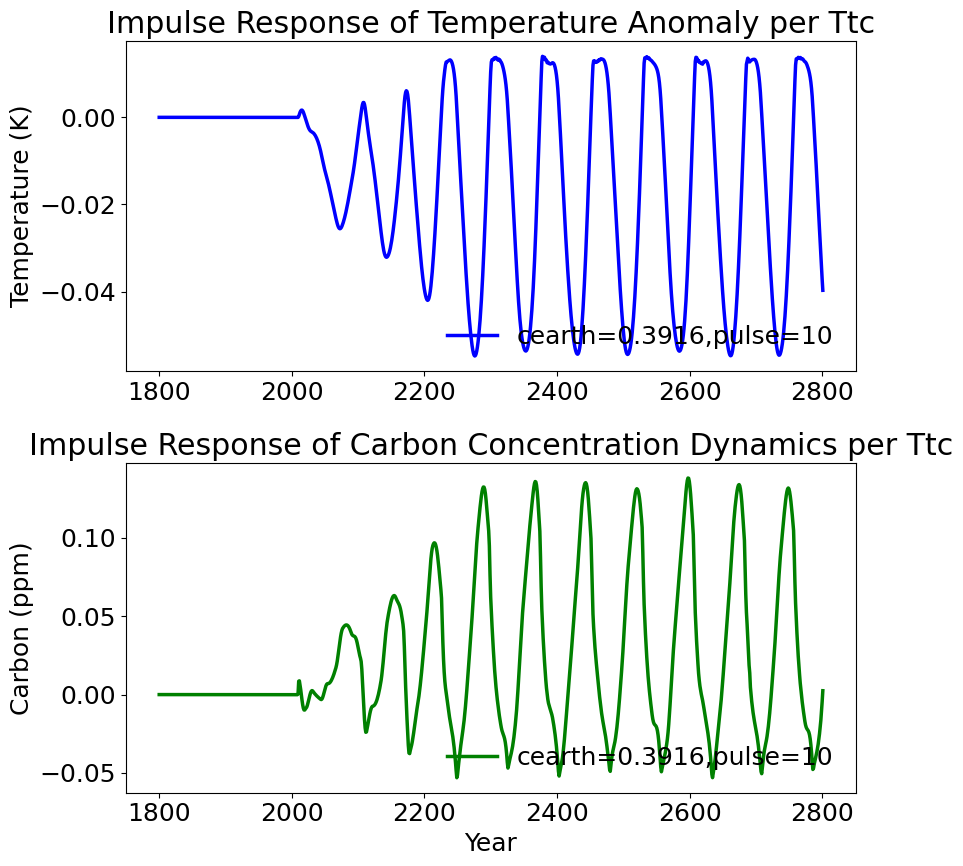 Impulse Response of Temperature Anomaly per Ttc
Temperature (K)
0.00
−0.02
−0.04
cearth=0.3916,pulse=10
1800 2000 2200 2400 2600 2800
Impulse Response of Carbon Concentration Dynamics per Ttc
Carbon (ppm)
0.10
0.05
0.00
−0.05
cearth=0.3916,pulse=10
1800 2000 2200 2400 2600 2800
Year